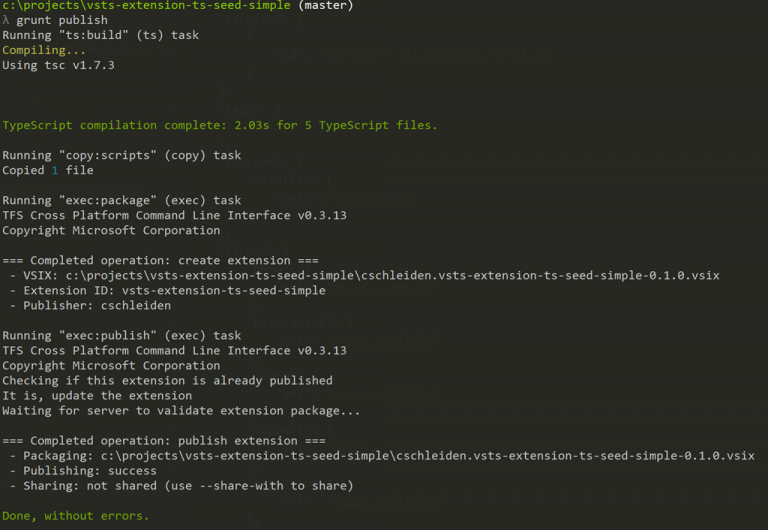 c:\projects\vsts-extension-ts-seed-simple (master)
λ grunt publish
Running "ts:build" (ts) task
Compiling...
Using tsc v1.7.3
TypeScript compilation complete: 2.03s for 5 TypeScript files.
Running "copy:scripts" (copy) task
Copied 1 file
Running "exec:package" (exec) task
TFS Cross Platform Command Line Interface v0.3.13
Copyright Microsoft Corporation
=== Completed operation: create extension ===
- VSIX: c:\projects\vsts-extension-ts-seed-simple\cschleiden.vsts-extension-ts-seed-simple-0.1.0.vsix
- Extension ID: vsts-extension-ts-seed-simple
- Publisher: cschleiden
Running "exec:publish" (exec) task
TFS Cross Platform Command Line Interface v0.3.13
Copyright Microsoft Corporation
Checking if this extension is already published
It is, update the extension
Waiting for server to validate extension package...
=== Completed operation: publish extension ===
- Packaging: c:\projects\vsts-extension-ts-seed-simple\cschleiden.vsts-extension-ts-seed-simple-0.1.0.vsix
- Publishing: success
- Sharing: not shared (use --share-with to share)
Done, without errors.